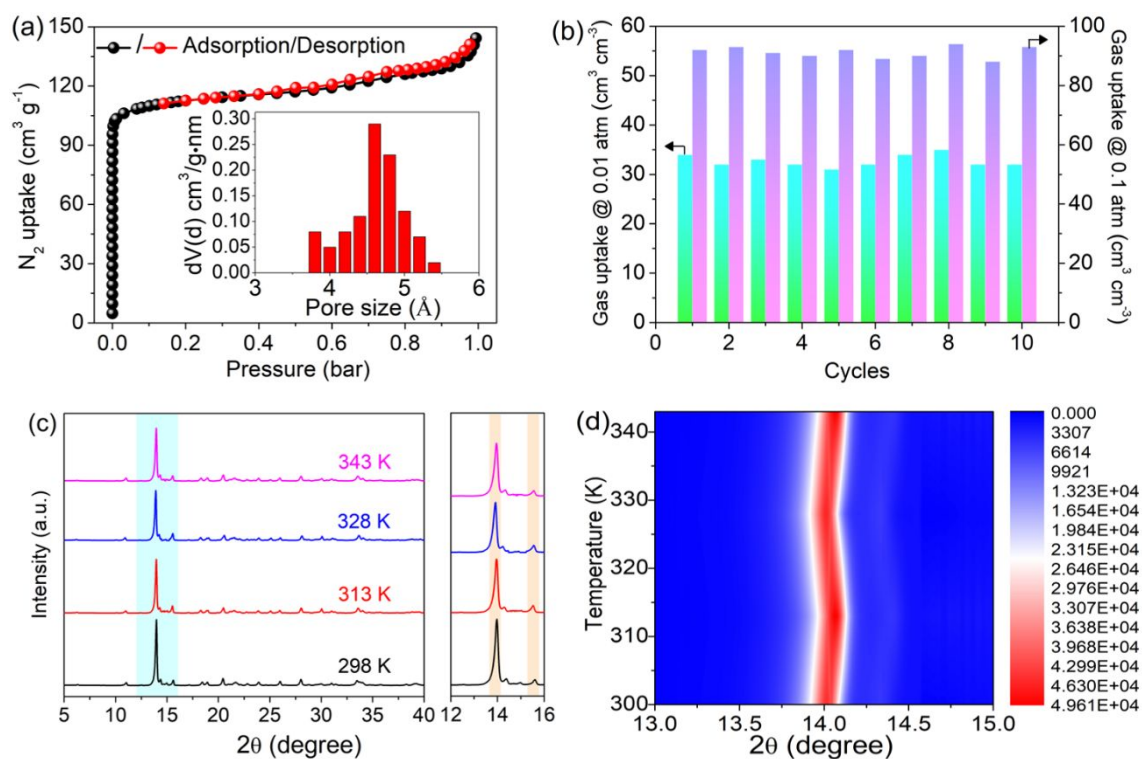 (a)
150
120
90
60
30
0
N₂ uptake (cm³ g⁻¹)
/ Adsorption/Desorption
0.0 0.2 0.4 0.6 0.8 1.0
Pressure (bar)
0.30
0.25
0.20
0.15
0.10
0.05
0.00
dV(d) cm³/g·nm
3 4 5 6
Pore size (Å)
(b)
60
55
50
45
40
35
30
25
20
15
10
5
0
Gas uptake @ 0.01 atm (cm³ cm⁻³)
100
80
60
40
20
0
Gas uptake @ 0.1 atm (cm³ cm⁻³)
0 2 4 6 8 10
Cycles
(c)
Intensity (a.u.)
343 K
328 K
313 K
298 K
5 10 15 20 25 30 35 40
12 14 16
2θ (degree)
(d)
340
330
320
310
300
Temperature (K)
13.0 13.5 14.0 14.5 15.0
2θ (degree)
0.000
3307
6614
9921
1.323E+04
1.654E+04
1.984E+04
2.315E+04
2.646E+04
2.976E+04
3.307E+04
3.638E+04
3.968E+04
4.299E+04
4.630E+04
4.961E+04